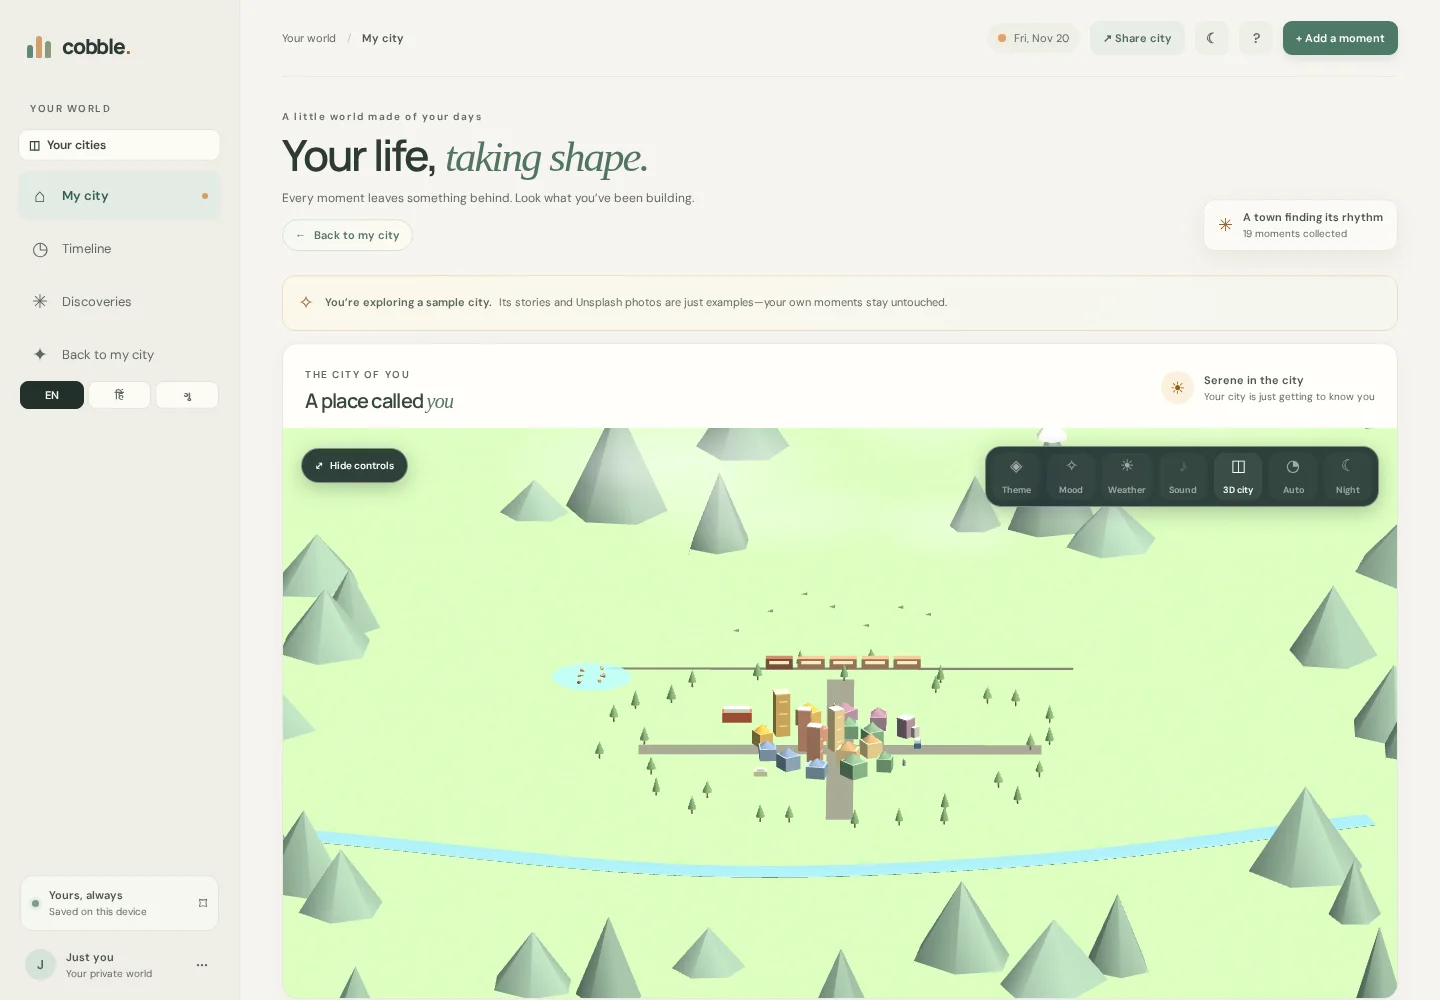 cobble.
YOUR WORLD
Your cities
My city
Timeline
Discoveries
Back to my city
EN
हिं
ગુ
Yours, always
Saved on this device
J
Just you
Your private world
Your world / My city
Fri, Nov 20
↗ Share city
?
+ Add a moment
A little world made of your days
Your life, taking shape.
Every moment leaves something behind. Look what you’ve been building.
← Back to my city
A town finding its rhythm
19 moments collected
You’re exploring a sample city. Its stories and Unsplash photos are just examples—your own moments stay untouched.
THE CITY OF YOU
A place called you
Serene in the city
Your city is just getting to know you
Hide controls
Theme
Mood
Weather
Sound
3D city
Auto
Night